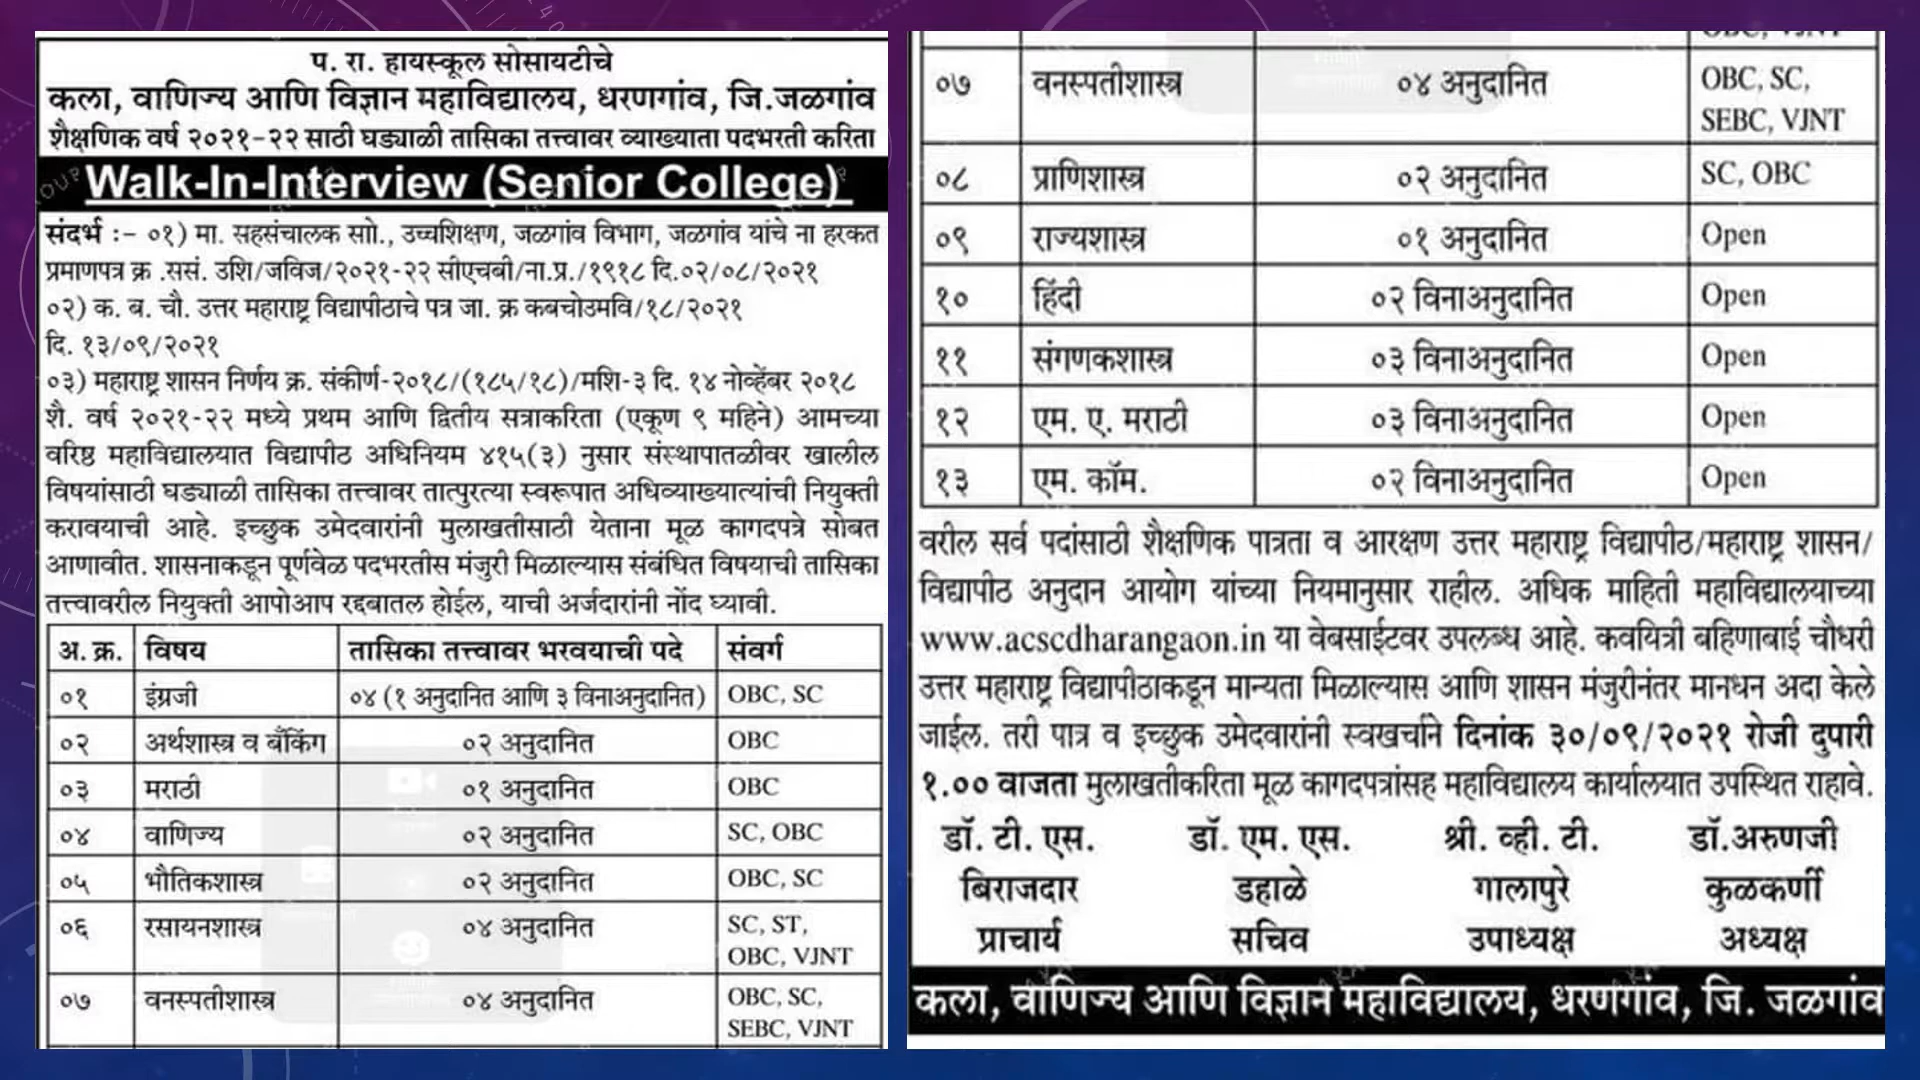 प. रा. हायस्कूल सोसायटीचे
कला, वाणिज्य आणि विज्ञान महाविद्यालय, धरणगांव, जि.जळगांव
शैक्षणिक वर्ष २०२१-२२ साठी घड्याळी तासिका तत्त्वावर व्याख्याता पदभरती करिता
Walk-In-Interview (Senior College)
संदर्भ :- ०१) मा. सहसंचालक सो., उच्चशिक्षण, जळगांव विभाग, जळगांव यांचे ना हरकत
प्रमाणपत्र क्र .ससं. उशि/जविज/२०२१-२२ सीएचबी/ना.प्र./१९१८ दि.०२/०८/२०२१
०२) क. ब. चौ. उत्तर महाराष्ट्र विद्यापीठाचे पत्र जा. क्र कबचोउमवि/१८/२०२१
दि. १३/०९/२०२१
०३) महाराष्ट्र शासन निर्णय क्र. संकीर्ण-२०१८/(१८५/१८)/मशि-३ दि. १४ नोव्हेंबर २०१८
शै. वर्ष २०२१-२२ मध्ये प्रथम आणि द्वितीय सत्राकरिता (एकूण ९ महिने) आमच्या
वरिष्ठ महाविद्यालयात विद्यापीठ अधिनियम ४१५(३) नुसार संस्थापातळीवर खालील
विषयांसाठी घड्याळी तासिका तत्त्वावर तात्पुरत्या स्वरूपात अधिव्याख्यात्यांची नियुक्ती
करावयाची आहे. इच्छुक उमेदवारांनी मुलाखतीसाठी येताना मूळ कागदपत्रे सोबत
आणावीत. शासनाकडून पूर्णवेळ पदभरतीस मंजुरी मिळाल्यास संबंधित विषयाची तासिका
तत्त्वावरील नियुक्ती आपोआप रद्दबातल होईल, याची अर्जदारांनी नोंद घ्यावी.
अ. क्र. विषय तासिका तत्त्वावर भरवयाची पदे संवर्ग
०१ इंग्रजी ०४ (१ अनुदानित आणि ३ विनाअनुदानित) OBC, SC
०२ अर्थशास्त्र व बँकिंग ०२ अनुदानित OBC
०३ मराठी ०१ अनुदानित OBC
०४ वाणिज्य ०२ अनुदानित SC, OBC
०५ भौतिकशास्त्र ०२ अनुदानित OBC, SC
०६ रसायनशास्त्र ०४ अनुदानित SC, ST,
OBC, VJNT
०७ वनस्पतीशास्त्र ०४ अनुदानित OBC, SC,
SEBC, VJNT
OBC, VJNT
०७ वनस्पतीशास्त्र ०४ अनुदानित OBC, SC,
SEBC, VJNT
०८ प्राणिशास्त्र ०२ अनुदानित SC, OBC
०९ राज्यशास्त्र ०१ अनुदानित Open
१० हिंदी ०२ विनाअनुदानित Open
११ संगणकशास्त्र ०३ विनाअनुदानित Open
१२ एम. ए. मराठी ०३ विनाअनुदानित Open
१३ एम. कॉम. ०२ विनाअनुदानित Open
वरील सर्व पदांसाठी शैक्षणिक पात्रता व आरक्षण उत्तर महाराष्ट्र विद्यापीठ/महाराष्ट्र शासन/
विद्यापीठ अनुदान आयोग यांच्या नियमानुसार राहील. अधिक माहिती महाविद्यालयाच्या
www.acscdharangaon.in या वेबसाईटवर उपलब्ध आहे. कवयित्री बहिणाबाई चौधरी
उत्तर महाराष्ट्र विद्यापीठाकडून मान्यता मिळाल्यास आणि शासन मंजुरीनंतर मानधन अदा केले
जाईल. तरी पात्र व इच्छुक उमेदवारांनी स्वखर्चाने दिनांक ३०/०९/२०२१ रोजी दुपारी
१.०० वाजता मुलाखतीकरिता मूळ कागदपत्रांसह महाविद्यालय कार्यालयात उपस्थित राहावे.
डॉ. टी. एस. डॉ. एम. एस. श्री. व्ही. टी. डॉ.अरुणजी
बिराजदार डहाळे गालापुरे कुळकर्णी
प्राचार्य सचिव उपाध्यक्ष अध्यक्ष
कला, वाणिज्य आणि विज्ञान महाविद्यालय, धरणगांव, जि. जळगांव